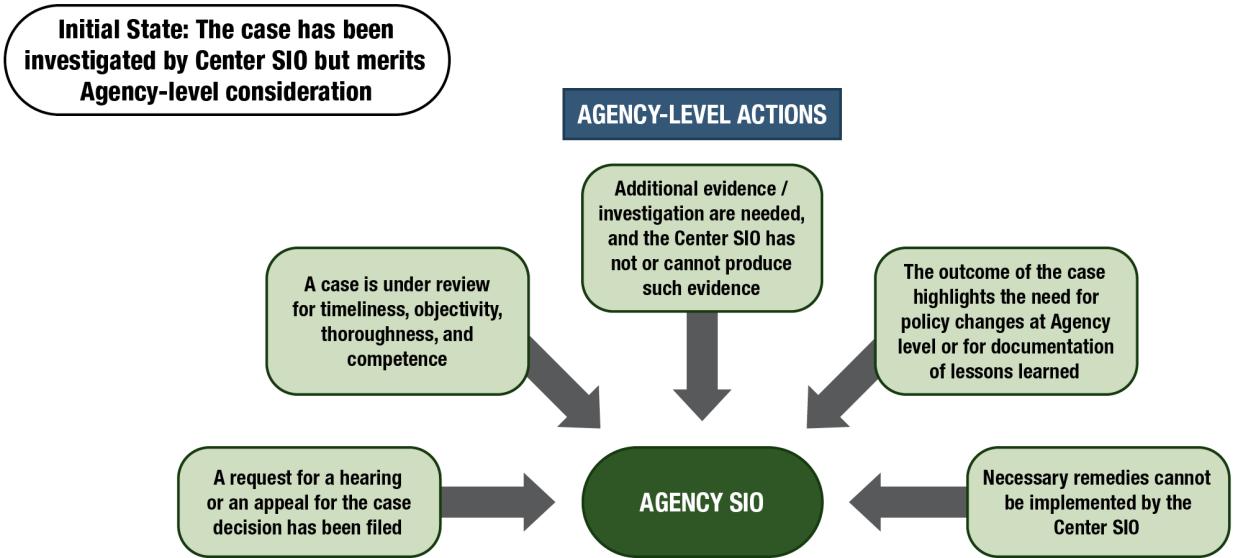 Initial State: The case has been
investigated by Center SIO but merits
Agency-level consideration
AGENCY-LEVEL ACTIONS
Additional evidence /
investigation are needed,
and the Center SIO has
not or cannot produce
such evidence
A case is under review
for timeliness, objectivity,
thoroughness, and
competence
The outcome of the case
highlights the need for
policy changes at Agency
level or for documentation
of lessons learned
A request for a hearing
or an appeal for the case
decision has been filed
AGENCY SIO
Necessary remedies cannot
be implemented by the
Center SIO